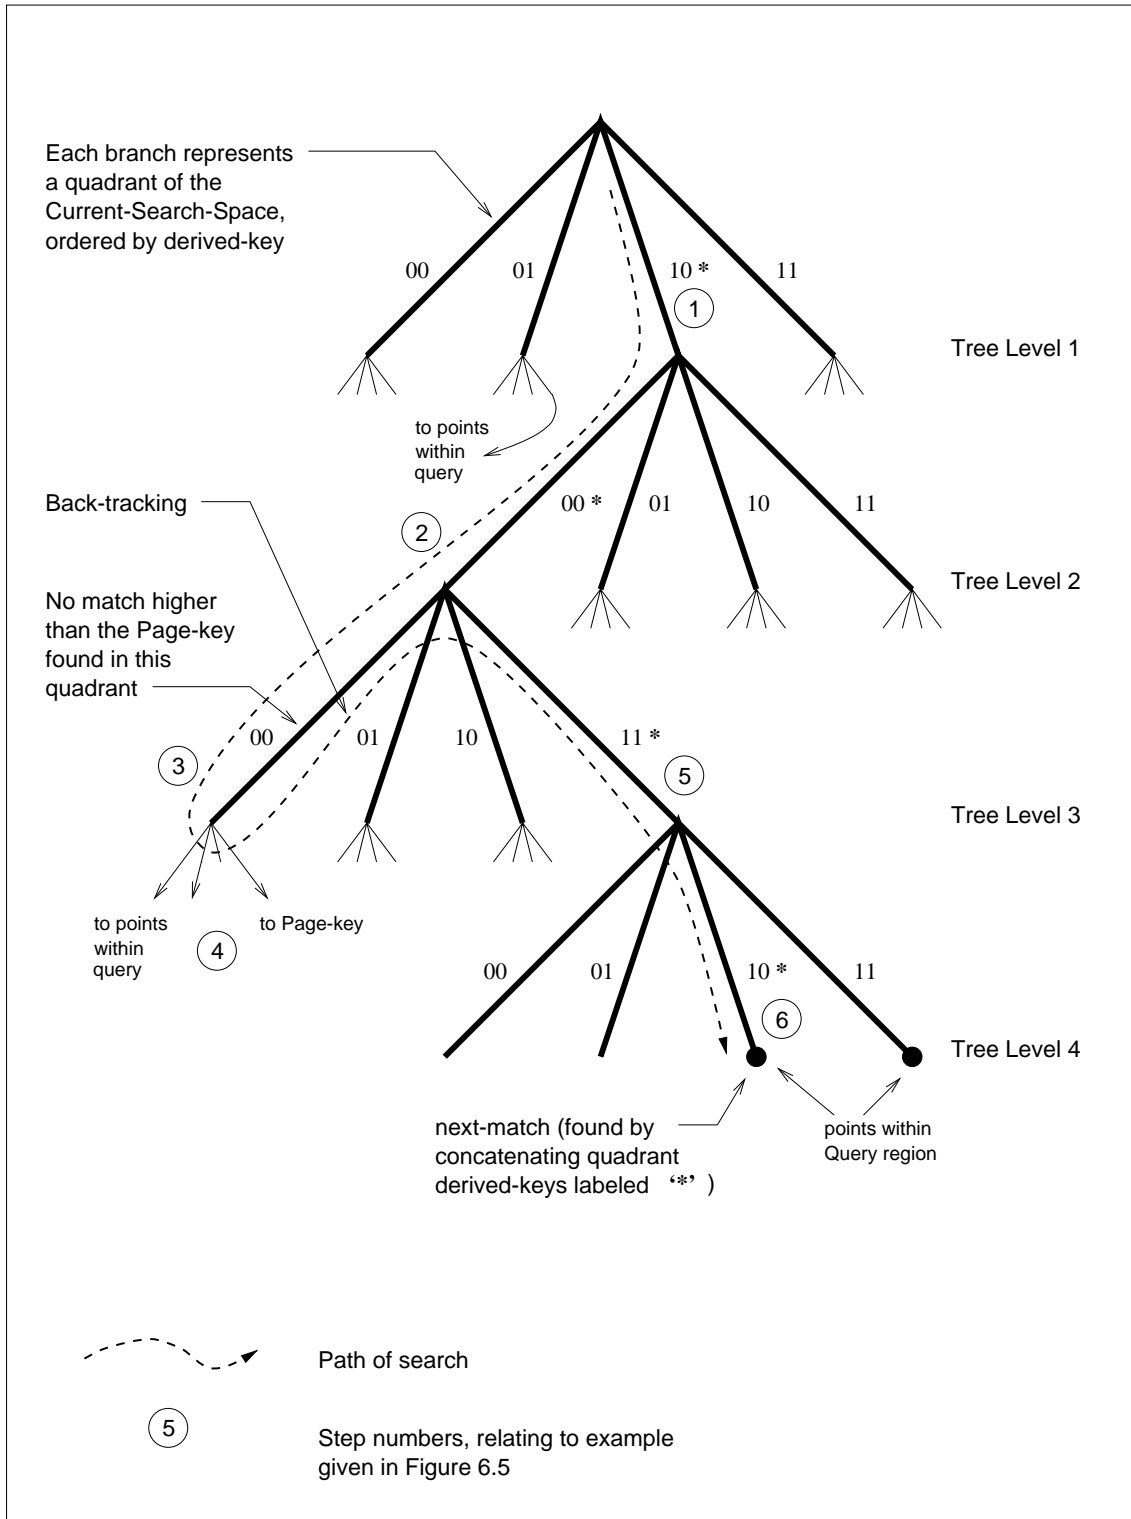 Each branch represents
a quadrant of the
Current-Search-Space,
ordered by derived-key
00
01
10 *
11
1
Tree Level 1
to points
within
query
Back-tracking
2
00 *
01
10
11
Tree Level 2
No match higher
than the Page-key
found in this
quadrant
3
00
01
10
11 *
5
Tree Level 3
to points
within
query
4
to Page-key
00
01
10 *
11
6
Tree Level 4
next-match (found by
concatenating quadrant
derived-keys labeled ‘*’ )
points within
Query region
Path of search
5
Step numbers, relating to example
given in Figure 6.5